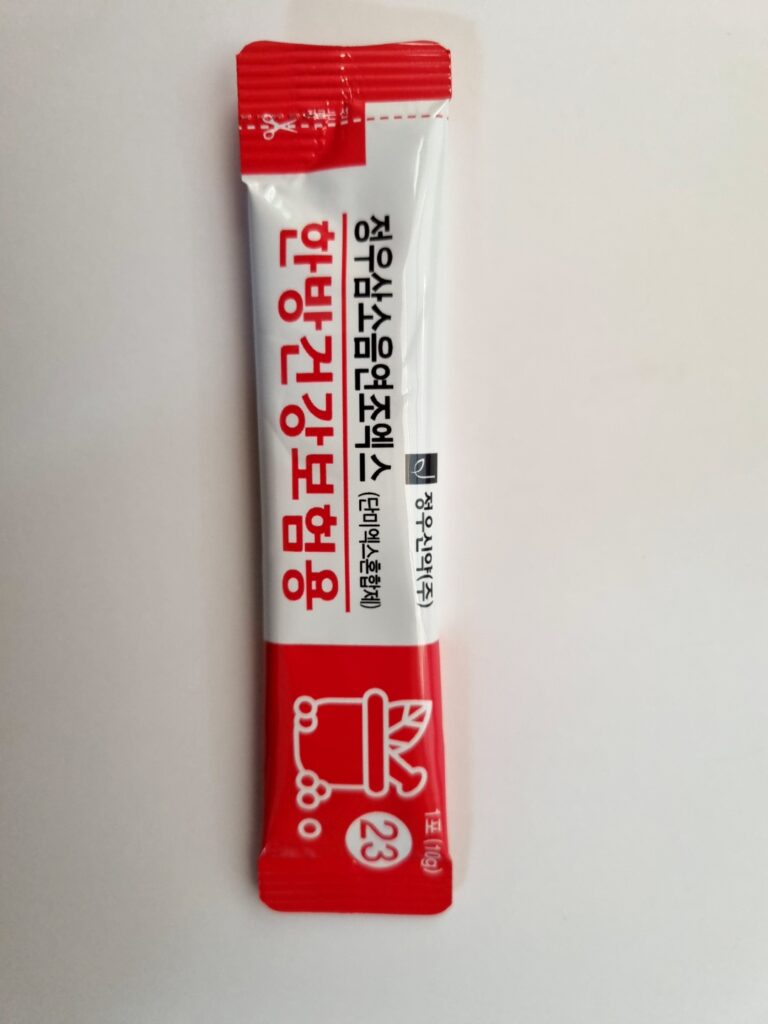 정우신약(주)
정우삼소음연조엑스 (단미엑스혼합제)
한방건강보험용
1포 (10g)
23